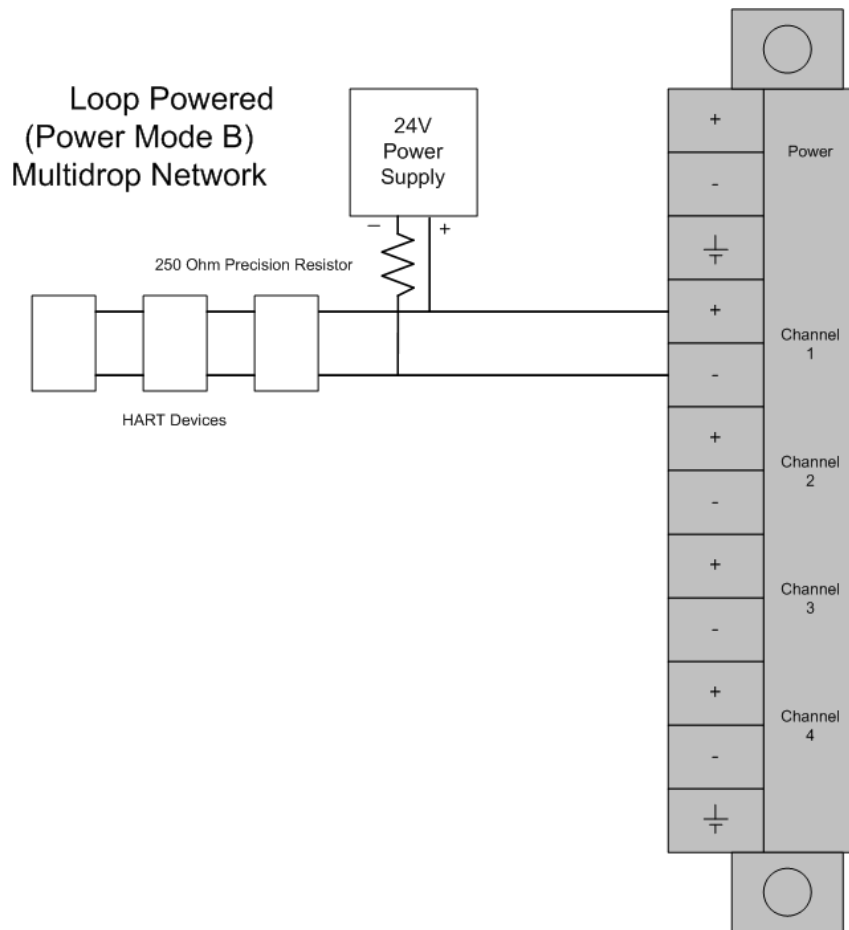 Loop Powered
(Power Mode B)
Multidrop Network
24V
Power
Supply
– +
250 Ohm Precision Resistor
HART Devices
+
Power
-
+
Channel
1
-
+
Channel
2
-
+
Channel
3
-
+
Channel
4
-